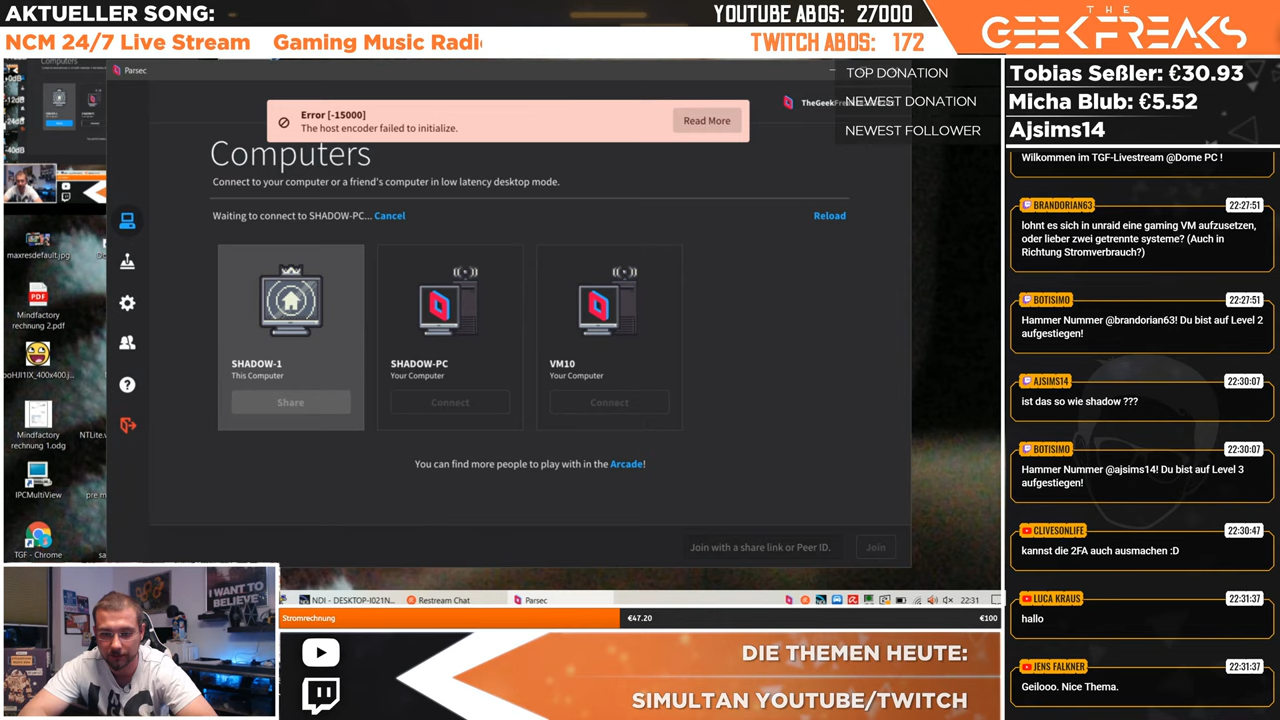 AKTUELLER SONG:
NCM 24/7 Live Stream Gaming Music Radi
YOUTUBE ABOS: 27000
TWITCH ABOS: 172
THE
GEEKFREAKS
TOP DONATION
NEWEST DONATION
NEWEST FOLLOWER
Tobias Seßler: €30.93
Micha Blub: €5.52
Ajsims14
Computers
Parsec
Error [-15000]
The host encoder failed to initialize.
Read More
Computers
Connect to your computer or a friend's computer in low latency desktop mode.
Waiting to connect to SHADOW-PC... Cancel
Reload
SHADOW-1
This Computer
Share
SHADOW-PC
Your Computer
Connect
VM10
Your Computer
Connect
You can find more people to play with in the Arcade!
Join with a share link or Peer ID.
Join
maxresdefault.jpg
PDF
Mindfactory
rechnung 2.pdf
Mindfactory
rechnung 1.odg
NTLite.
IPCMultiView
pre m
TGF - Chrome
sa
I WANT TO
BELIEVE
NDI - DESKTOP-I021N...
Restream Chat
Parsec
22:31
Stromrechnung
€47.20
€100
DIE THEMEN HEUTE:
SIMULTAN YOUTUBE/TWITCH
Wilkommen im TGF-Livestream @Dome PC !
BRANDORIAN63
22:27:51
lohnt es sich in unraid eine gaming VM aufzusetzen,
oder lieber zwei getrennte systeme? (Auch in
Richtung Stromverbrauch?)
BOTISIMO
22:27:51
Hammer Nummer @brandorian63! Du bist auf Level 2
aufgestiegen!
AJSIMS14
22:30:07
ist das so wie shadow ???
BOTISIMO
22:30:07
Hammer Nummer @ajsims14! Du bist auf Level 3
aufgestiegen!
CLIVESONLIFE
22:30:47
kannst die 2FA auch ausmachen :D
LUCA KRAUS
22:31:37
hallo
JENS FALKNER
22:31:37
Geilooo. Nice Thema.